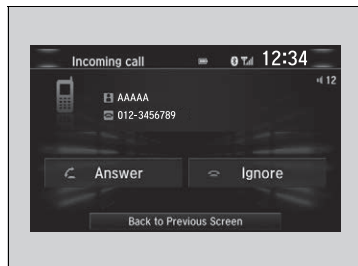 Incoming call 12:34
12
AAAAA
012-3456789
Answer Ignore
Back to Previous Screen